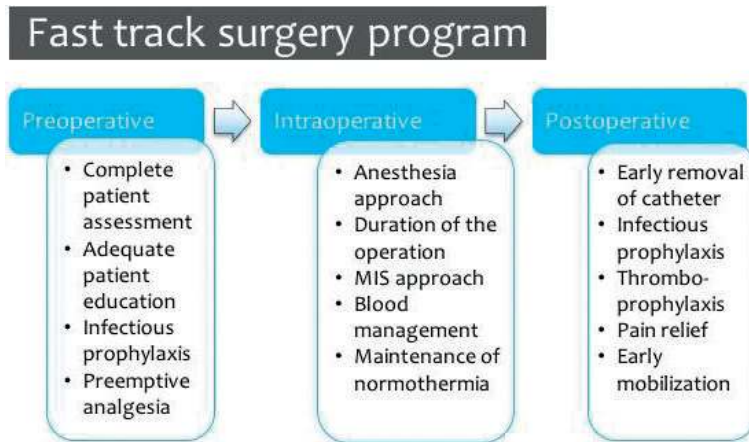 Fast track surgery program
Preoperative
• Complete
patient
assessment
• Adequate
patient
education
• Infectious
prophylaxis
• Preemptive
analgesia
Intraoperative
• Anesthesia
approach
• Duration of the
operation
• MIS approach
• Blood
management
• Maintenance of
normothermia
Postoperative
• Early removal
of catheter
• Infectious
prophylaxis
• Thrombo-
prophylaxis
• Pain relief
• Early
mobilization